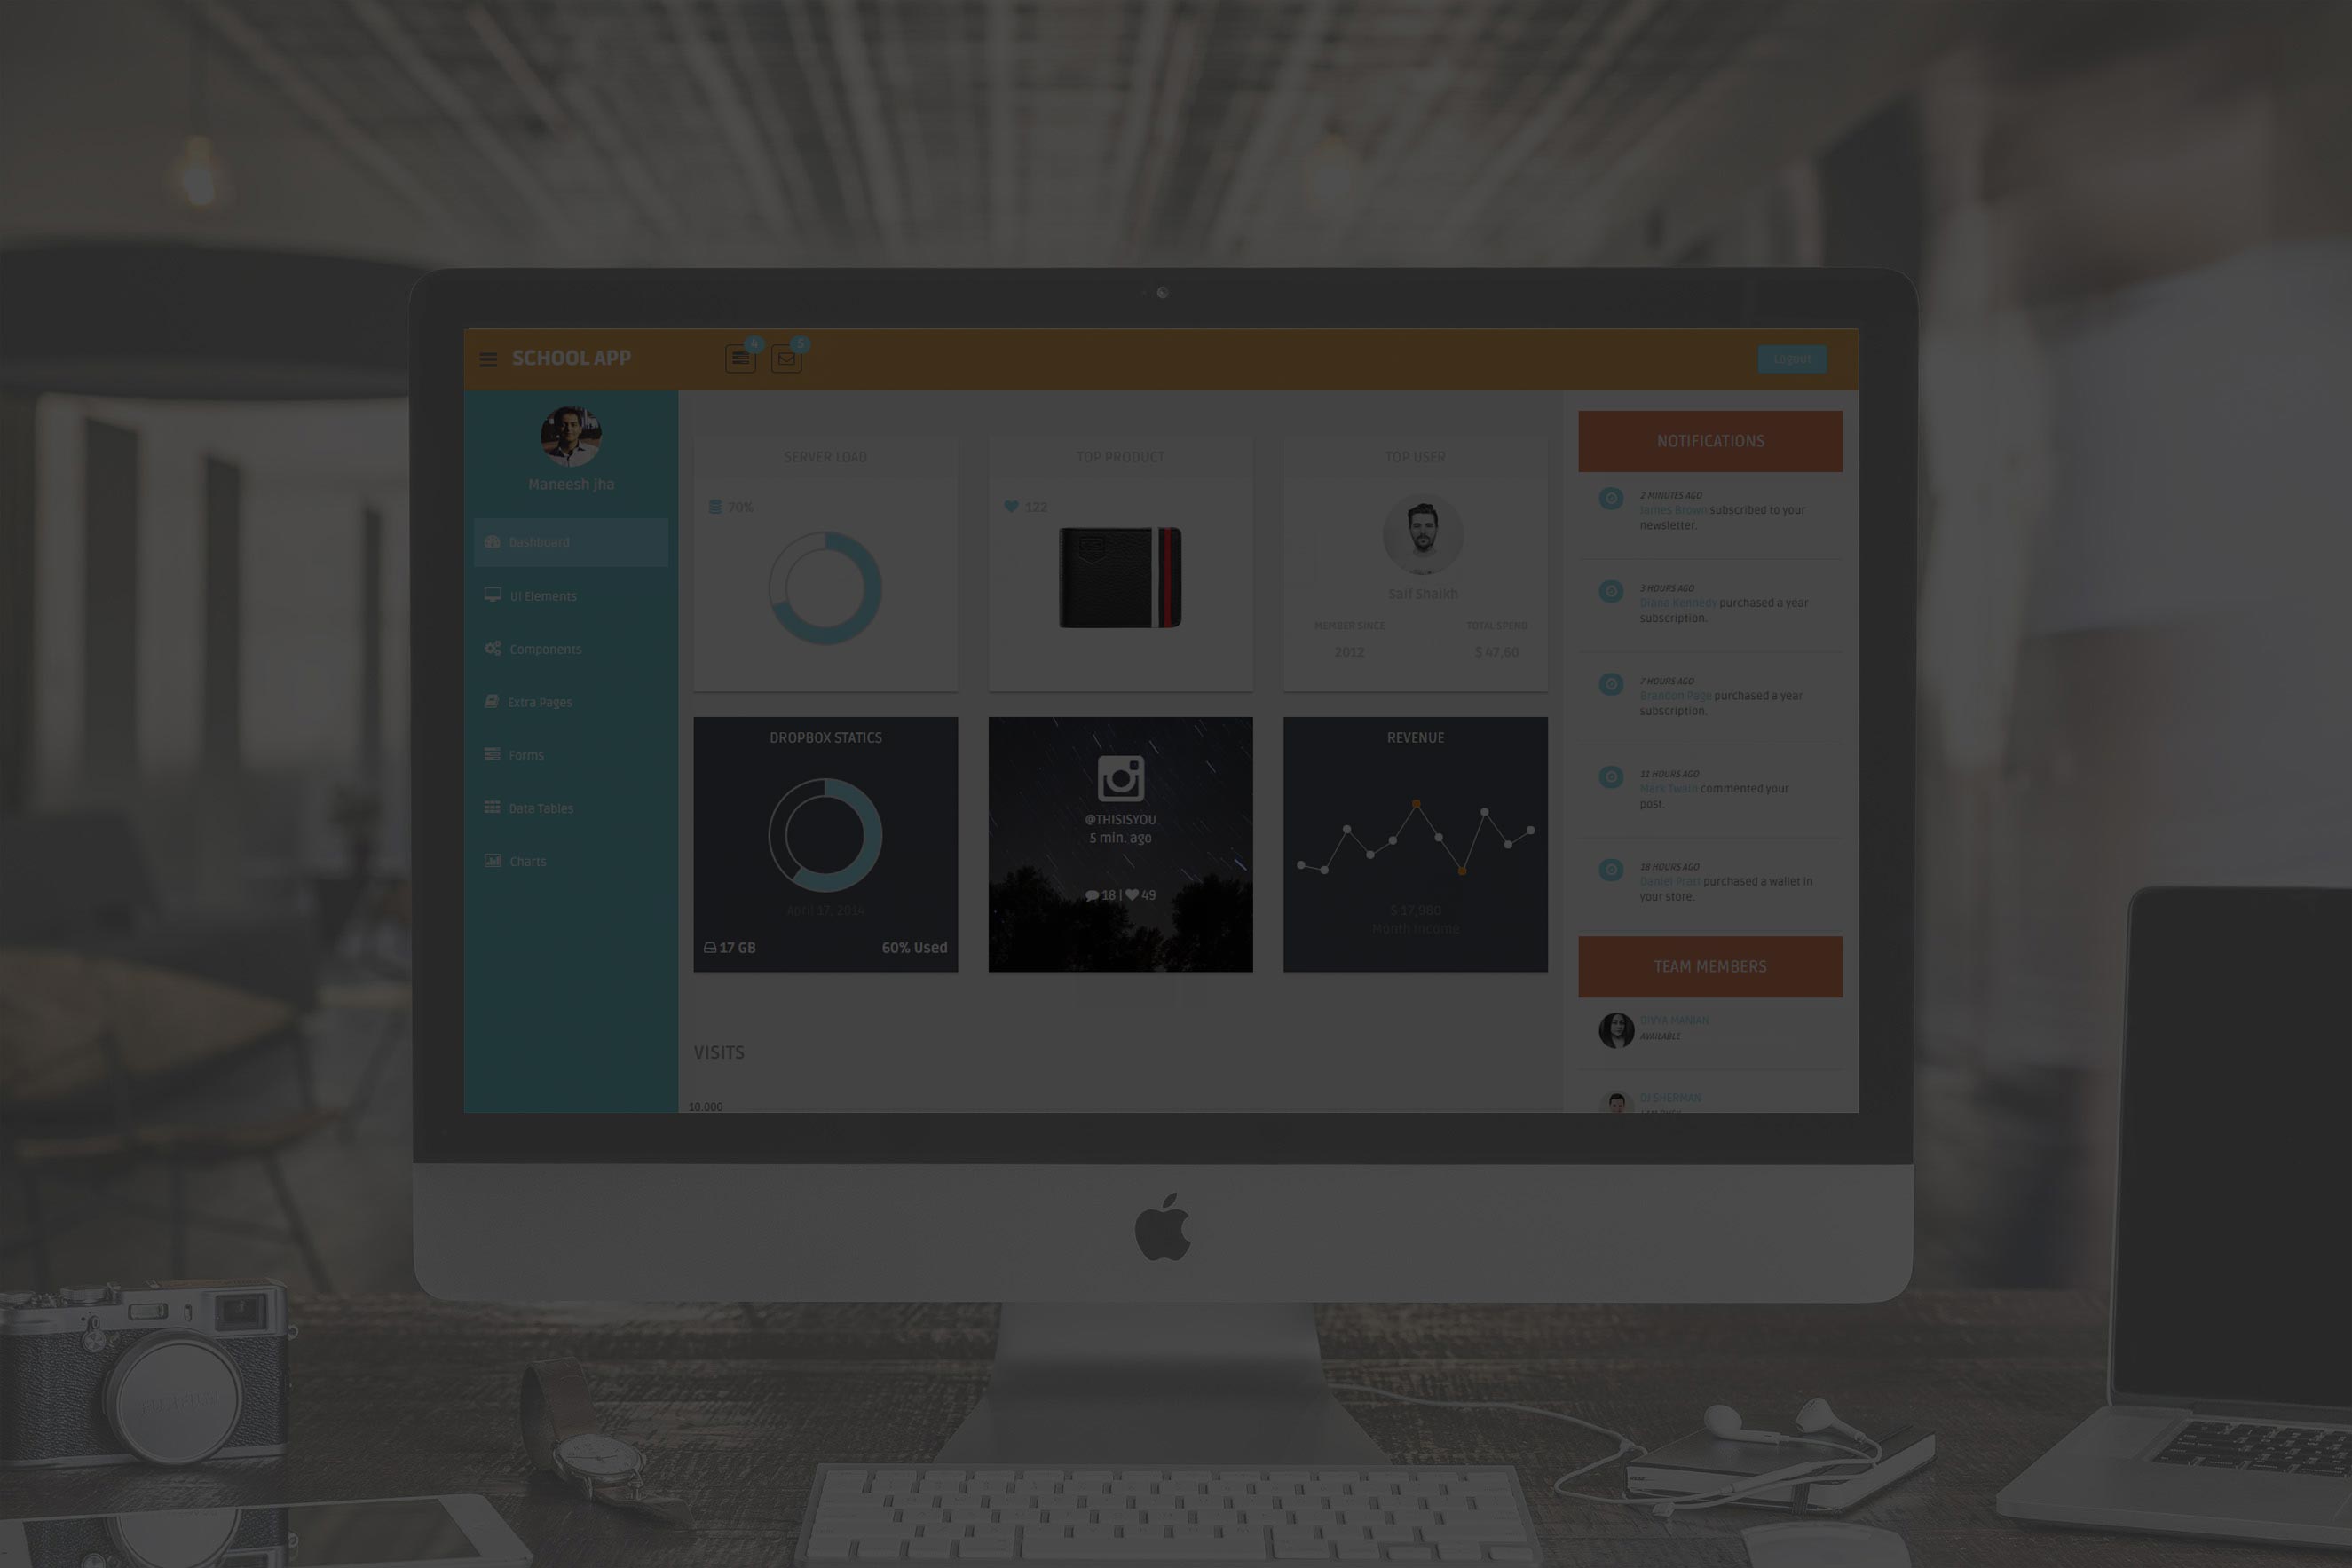 SCHOOL APP
4
5
Logout
Maneesh jha
Dashboard
UI Elements
Components
Extra Pages
Forms
Data Tables
Charts
SERVER LOAD
70%
TOP PRODUCT
122
TOP USER
Saif Shaikh
MEMBER SINCE
TOTAL SPEND
2012
$ 47,60
DROPBOX STATICS
April 17, 2014
17 GB
60% Used
@THISISYOU
5 min. ago
18 | 49
REVENUE
$ 17,980
Month Income
VISITS
10.000
NOTIFICATIONS
2 MINUTES AGO
James Brown subscribed to your
newsletter.
3 HOURS AGO
Diana Kennedy purchased a year
subscription.
7 HOURS AGO
Brandon Page purchased a year
subscription.
11 HOURS AGO
Mark Twain commented your
post.
18 HOURS AGO
Daniel Pratt purchased a wallet in
your store.
TEAM MEMBERS
DIVYA MANIAN
AVAILABLE
DJ SHERMAN